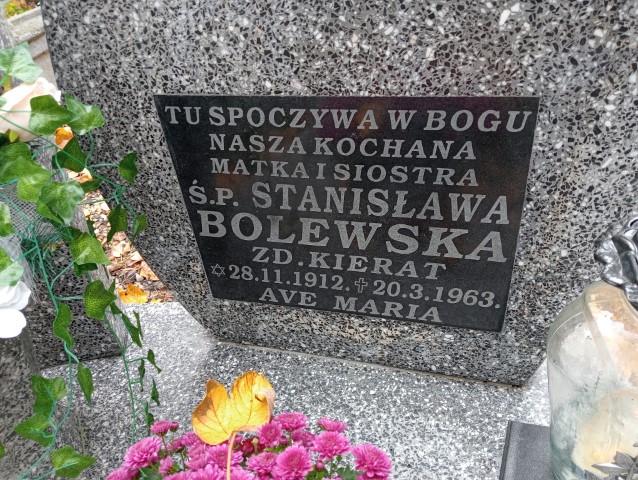 TU SPOCZYWA W BOGU
NASZA KOCHANA
MATKA I SIOSTRA
Ś.P. STANISŁAWA
BOLEWSKA
ZD. KIERAT
✡28.11.1912. ✝ 20.3.1963.
AVE MARIA